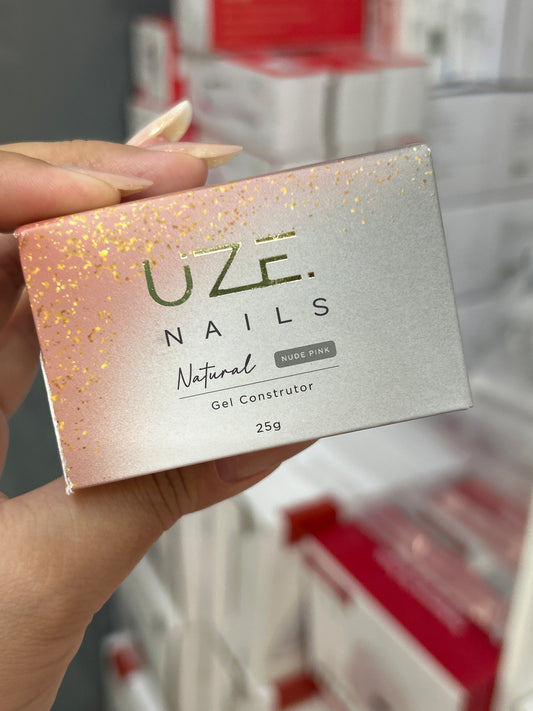 UZE.
NAILS
Natural NUDE PINK
Gel Construtor
25g